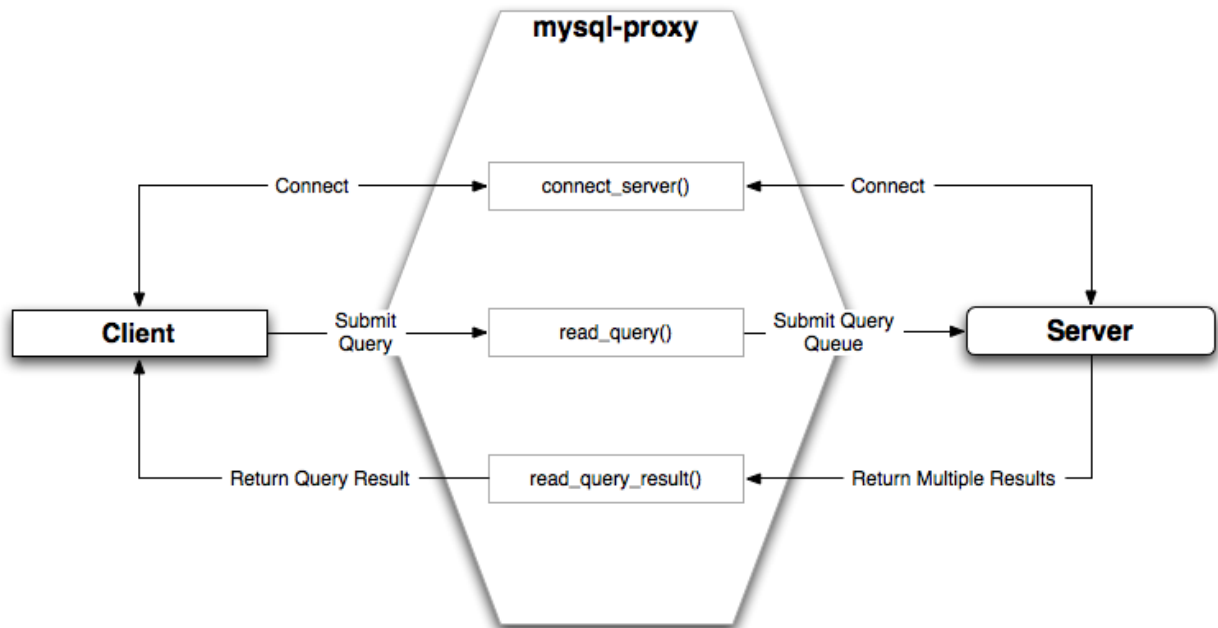 mysql-proxy
Connect
connect_server()
Connect
Client
Submit
Query
read_query()
Submit Query
Queue
Server
Return Query Result
read_query_result()
Return Multiple Results